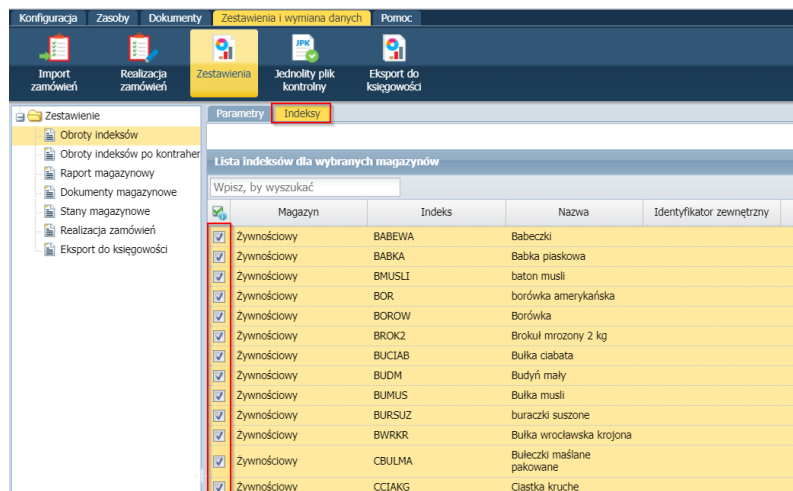 Konfiguracja Zasoby Dokumenty Zestawienia i wymiana danych Pomoc
Import zamówień
Realizacja zamówień
Zestawienia
JPK
Jednolity plik kontrolny
Eksport do księgowości
Zestawienie
Obroty indeksów
Obroty indeksów po kontraher
Raport magazynowy
Dokumenty magazynowe
Stany magazynowe
Realizacja zamówień
Eksport do księgowości
Parametry Indeksy
Lista indeksów dla wybranych magazynów
Wpisz, by wyszukać
Magazyn Indeks Nazwa Identyfikator zewnętrzny
Żywnościowy BABEWA Babeczki
Żywnościowy BABKA Babka piaskowa
Żywnościowy BMUSLI baton musli
Żywnościowy BOR borówka amerykańska
Żywnościowy BOROW Borówka
Żywnościowy BROK2 Brokuł mrozony 2 kg
Żywnościowy BUCIAB Bułka ciabata
Żywnościowy BUDM Budyń mały
Żywnościowy BUMUS Bułka musli
Żywnościowy BURSUZ buraczki suszone
Żywnościowy BWRKR Bułka wrocławska krojona
Żywnościowy CBULMA Bułeczki maślane pakowane
Żywnościowy CCIAKG Ciastka kruche